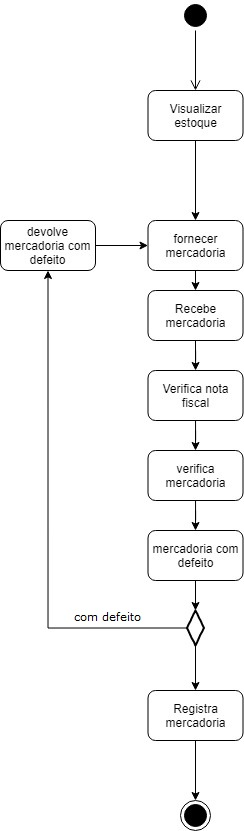 Visualizar
estoque
devolve
mercadoria com
defeito
fornecer
mercadoria
Recebe
mercadoria
Verifica nota
fiscal
verifica
mercadoria
mercadoria com
defeito
com defeito
Registra
mercadoria